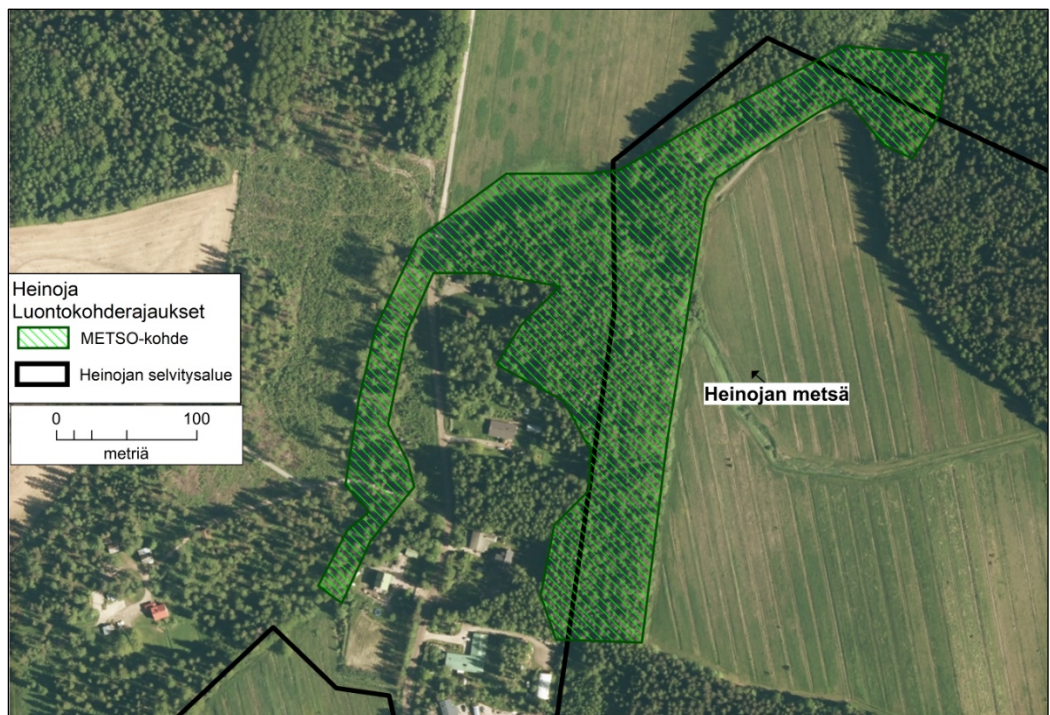 Heinoja
Luontokohderajaukset
METSO-kohde
Heinojan selvitysalue
0 100
metriä
Heinojan metsä